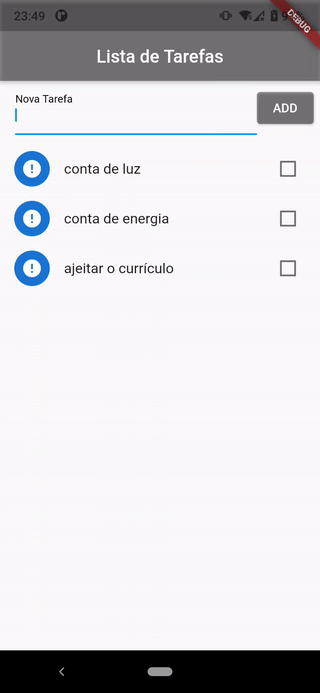 23:49
DEBUG
Lista de Tarefas
Nova Tarefa
ADD
conta de luz
conta de energia
ajeitar o currículo